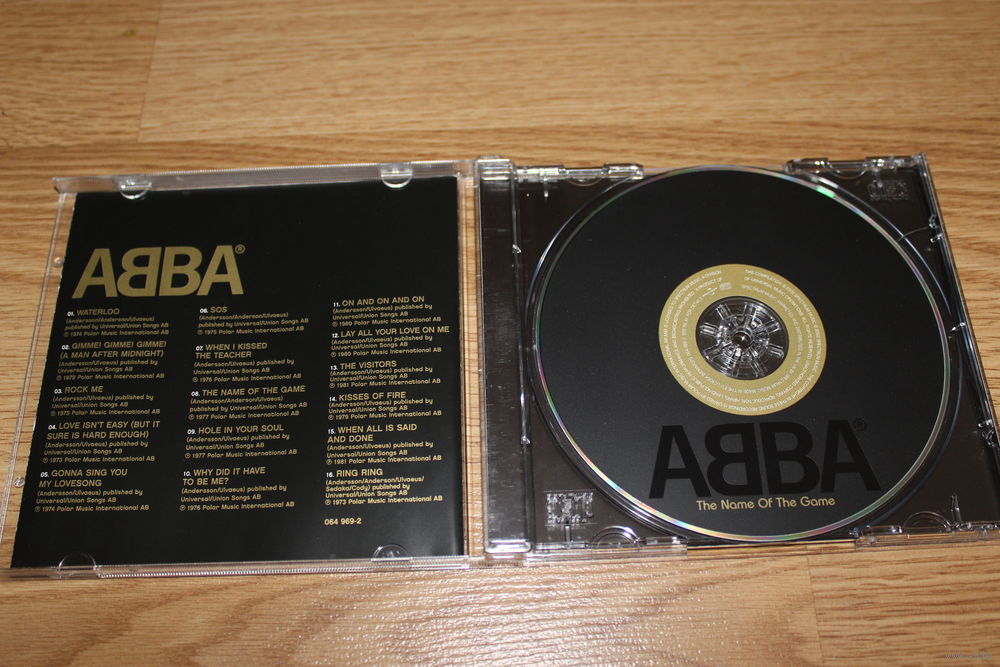 ABBA®
01. WATERLOO
(Andersson/Anderson/Ulvaeus)
published by Universal/Union Songs AB
℗ 1974 Polar Music International AB
02. GIMME! GIMME! GIMME!
(A MAN AFTER MIDNIGHT)
(Andersson/Ulvaeus) published by
Universal/Union Songs AB
℗ 1979 Polar Music International AB
03. ROCK ME
(Andersson/Ulvaeus) published by
Universal/Union Songs AB
℗ 1975 Polar Music International AB
04. LOVE ISN'T EASY (BUT IT
SURE IS HARD ENOUGH)
(Andersson/Ulvaeus) published by
Universal/Union Songs AB
℗ 1973 Polar Music International AB
05. GONNA SING YOU
MY LOVESONG
(Andersson/Ulvaeus) published by
Universal/Union Songs AB
℗ 1974 Polar Music International AB
06. SOS
(Andersson/Anderson/Ulvaeus)
published by Universal/Union Songs AB
℗ 1975 Polar Music International AB
07. WHEN I KISSED
THE TEACHER
(Andersson/Ulvaeus) published by
Universal/Union Songs AB
℗ 1976 Polar Music International AB
08. THE NAME OF THE GAME
(Andersson/Anderson/Ulvaeus)
published by Universal/Union Songs AB
℗ 1977 Polar Music International AB
09. HOLE IN YOUR SOUL
(Andersson/Ulvaeus) published by
Universal/Union Songs AB
℗ 1977 Polar Music International AB
10. WHY DID IT HAVE
TO BE ME?
(Andersson/Ulvaeus) published by
Universal/Union Songs AB
℗ 1976 Polar Music International AB
11. ON AND ON AND ON
(Andersson/Ulvaeus) published by
Universal/Union Songs AB
℗ 1980 Polar Music International AB
12. LAY ALL YOUR LOVE ON ME
(Andersson/Ulvaeus) published by
Universal/Union Songs AB
℗ 1980 Polar Music International AB
13. THE VISITORS
(Andersson/Ulvaeus) published by
Universal/Union Songs AB
℗ 1981 Polar Music International AB
14. KISSES OF FIRE
(Andersson/Ulvaeus) published by
Universal/Union Songs AB
℗ 1979 Polar Music International AB
15. WHEN ALL IS SAID
AND DONE
(Andersson/Ulvaeus) published by
Universal/Union Songs AB
℗ 1981 Polar Music International AB
16. RING RING
(Andersson/Anderson/Ulvaeus/
Sedaka/Cody) published by
Universal/Union Songs AB
℗ 1973 Polar Music International AB
064 969-2
ABBA®
The Name Of The Game